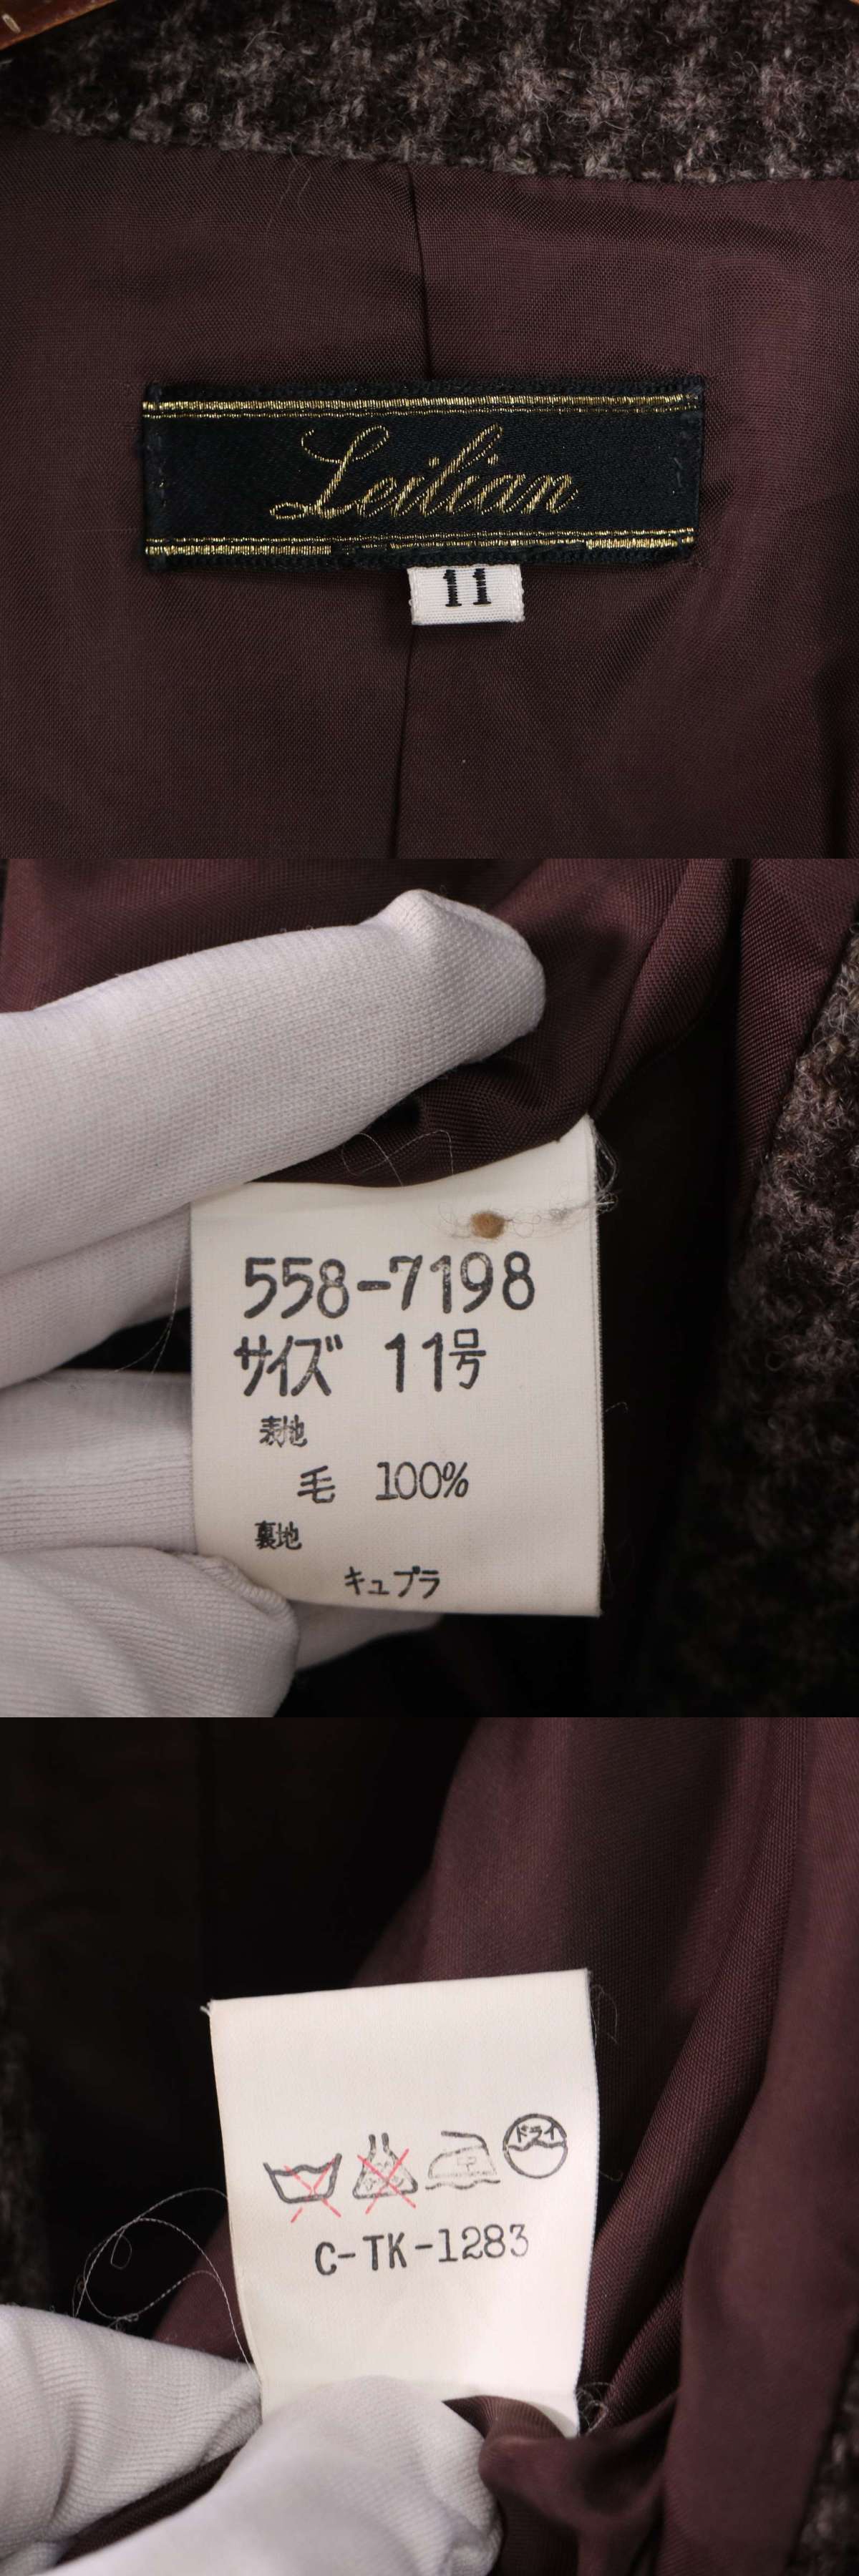 Leilian
11
558-7198
サイズ 11号
表地
毛 100%
裏地
キュプラ
ドライ
C-TK-1283